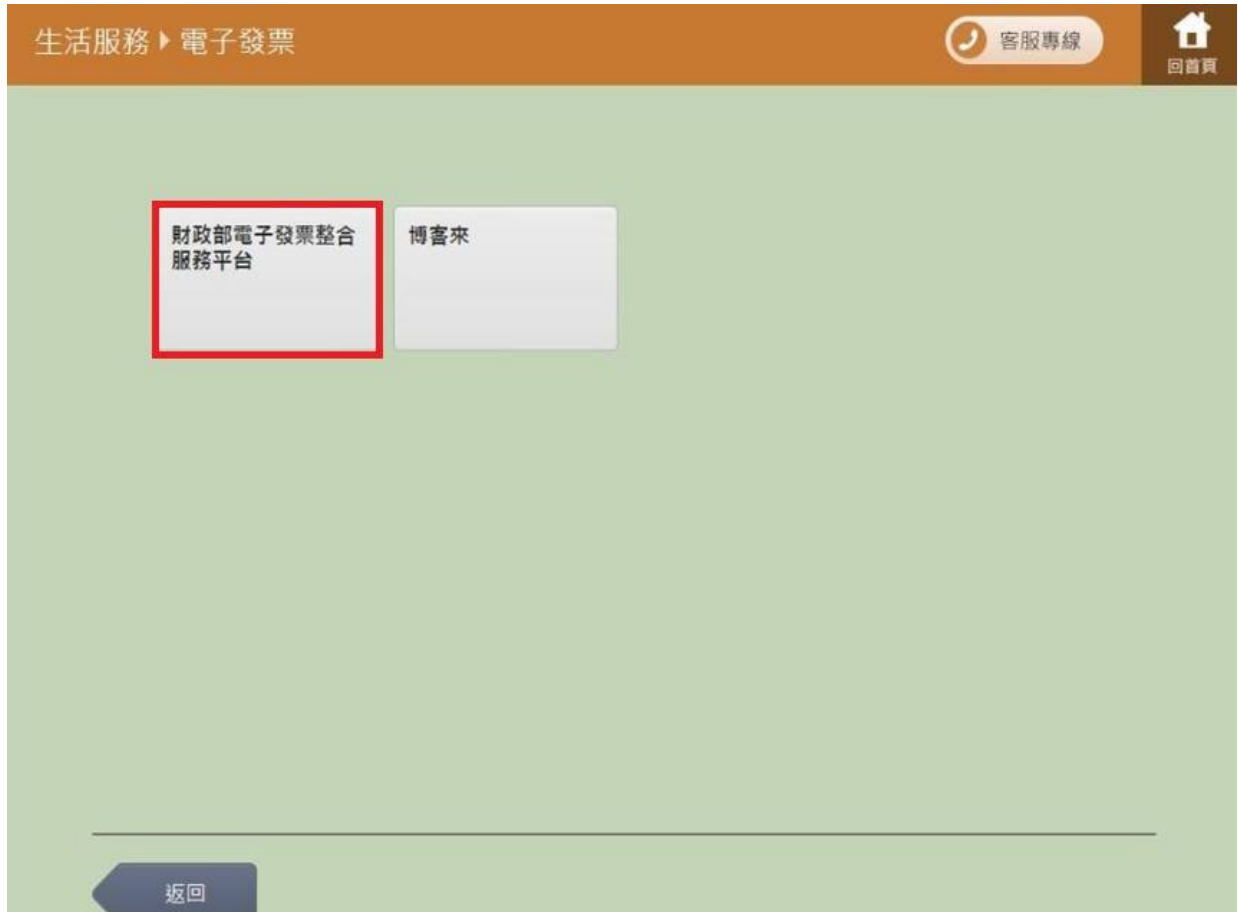 生活服務▶電子發票
客服專線
回首頁
財政部電子發票整合
服務平台
博客來
返回